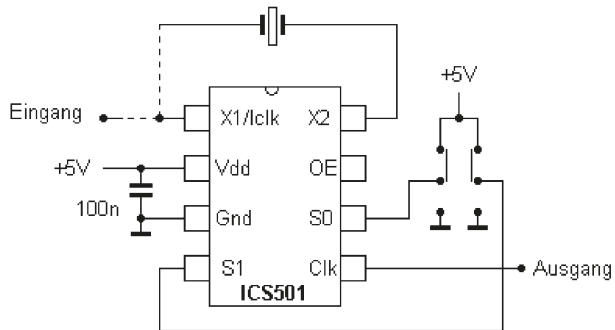 +5V
Eingang
X1/Iclk
X2
+5V
Vdd
OE
100n
Gnd
S0
S1
Clk
Ausgang
ICS501